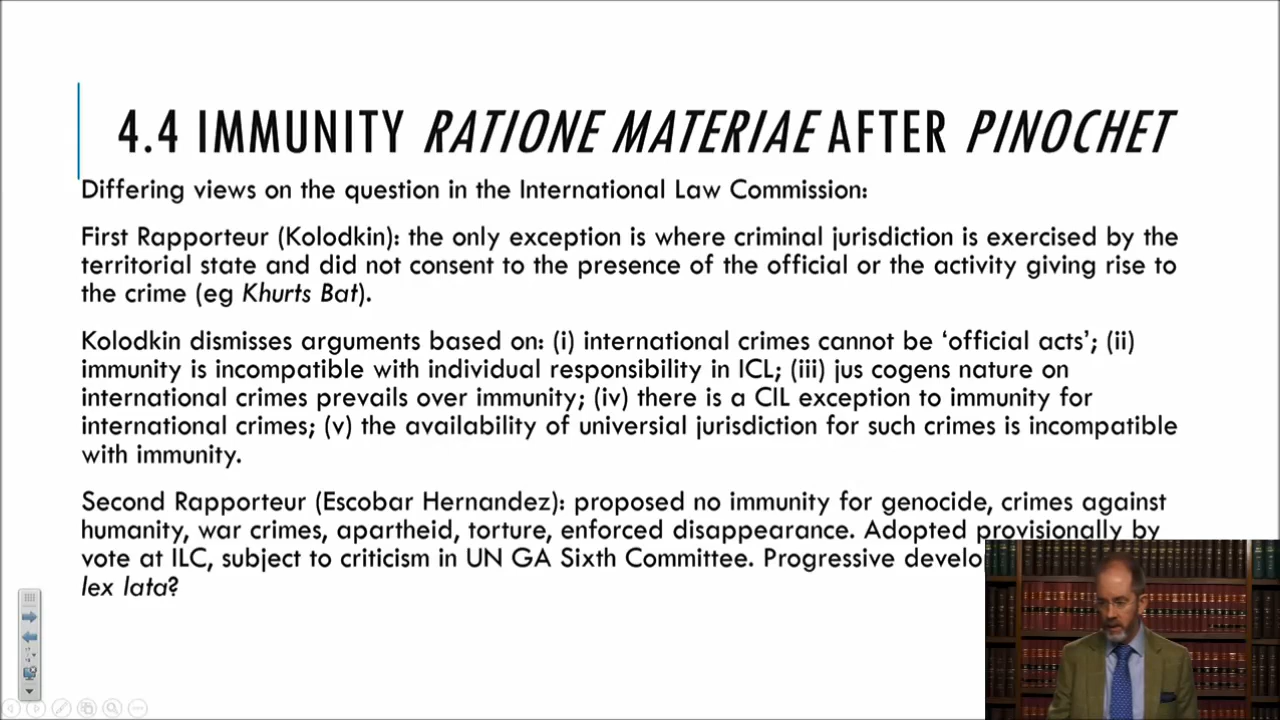 4.4 IMMUNITY RATIONE MATERIAE AFTER PINOCHET
Differing views on the question in the International Law Commission:
First Rapporteur (Kolodkin): the only exception is where criminal jurisdiction is exercised by the
territorial state and did not consent to the presence of the official or the activity giving rise to
the crime (eg Khurts Bat).
Kolodkin dismisses arguments based on: (i) international crimes cannot be ‘official acts’; (ii)
immunity is incompatible with individual responsibility in ICL; (iii) jus cogens nature on
international crimes prevails over immunity; (iv) there is a CIL exception to immunity for
international crimes; (v) the availability of universial jurisdiction for such crimes is incompatible
with immunity.
Second Rapporteur (Escobar Hernandez): proposed no immunity for genocide, crimes against
humanity, war crimes, apartheid, torture, enforced disappearance. Adopted provisionally by
vote at ILC, subject to criticism in UN GA Sixth Committee. Progressive
lex lata?